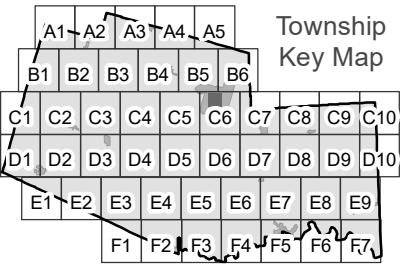 Township
Key Map
A1 A2 A3 A4 A5
B1 B2 B3 B4 B5 B6
C1 C2 C3 C4 C5 C6 C7 C8 C9 C10
D1 D2 D3 D4 D5 D6 D7 D8 D9 D10
E1 E2 E3 E4 E5 E6 E7 E8 E9
F1 F2 F3 F4 F5 F6 F7